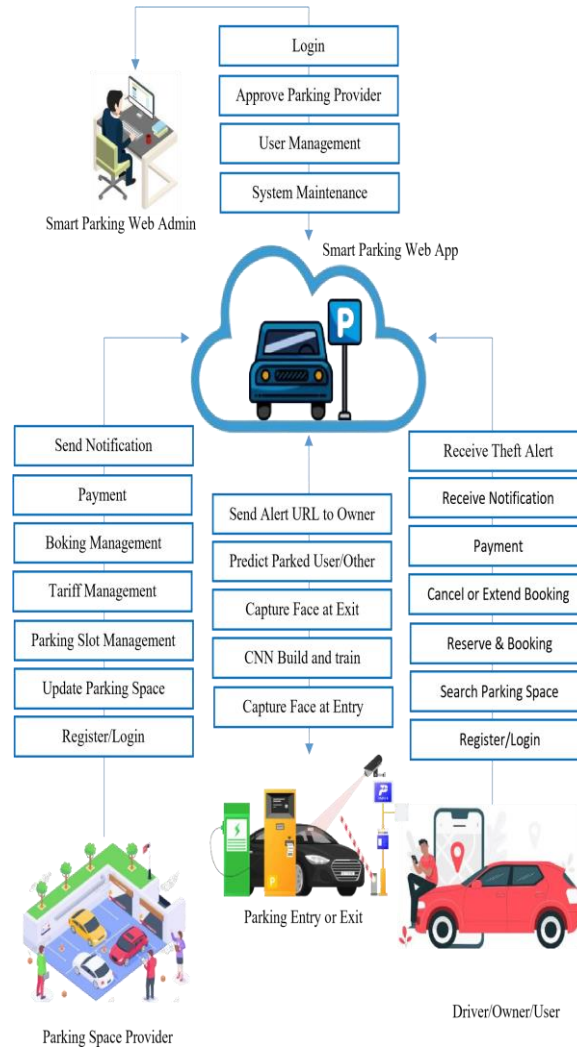 Login
Approve Parking Provider
User Management
System Maintenance
Smart Parking Web Admin
Smart Parking Web App
P
Send Notification
Payment
Boking Management
Tariff Management
Parking Slot Management
Update Parking Space
Register/Login
Send Alert URL to Owner
Predict Parked User/Other
Capture Face at Exit
CNN Build and train
Capture Face at Entry
Receive Theft Alert
Receive Notification
Payment
Cancel or Extend Booking
Reserve & Booking
Search Parking Space
Register/Login
P
Parking Entry or Exit
Parking Space Provider
Driver/Owner/User